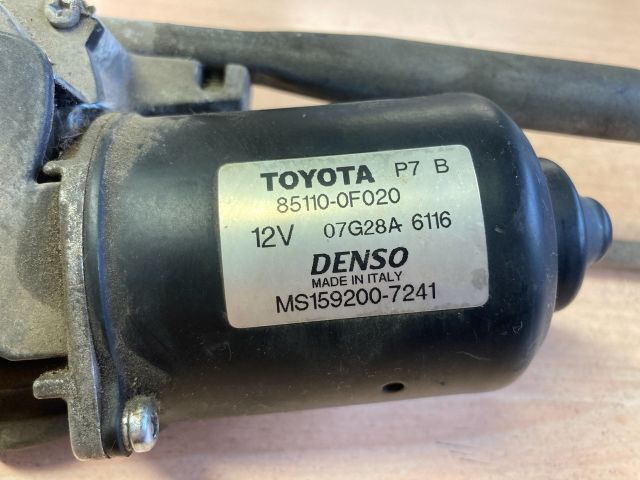 TOYOTA P7 B
85110-0F020
12V 07G28A 6116
DENSO
MADE IN ITALY
MS159200-7241